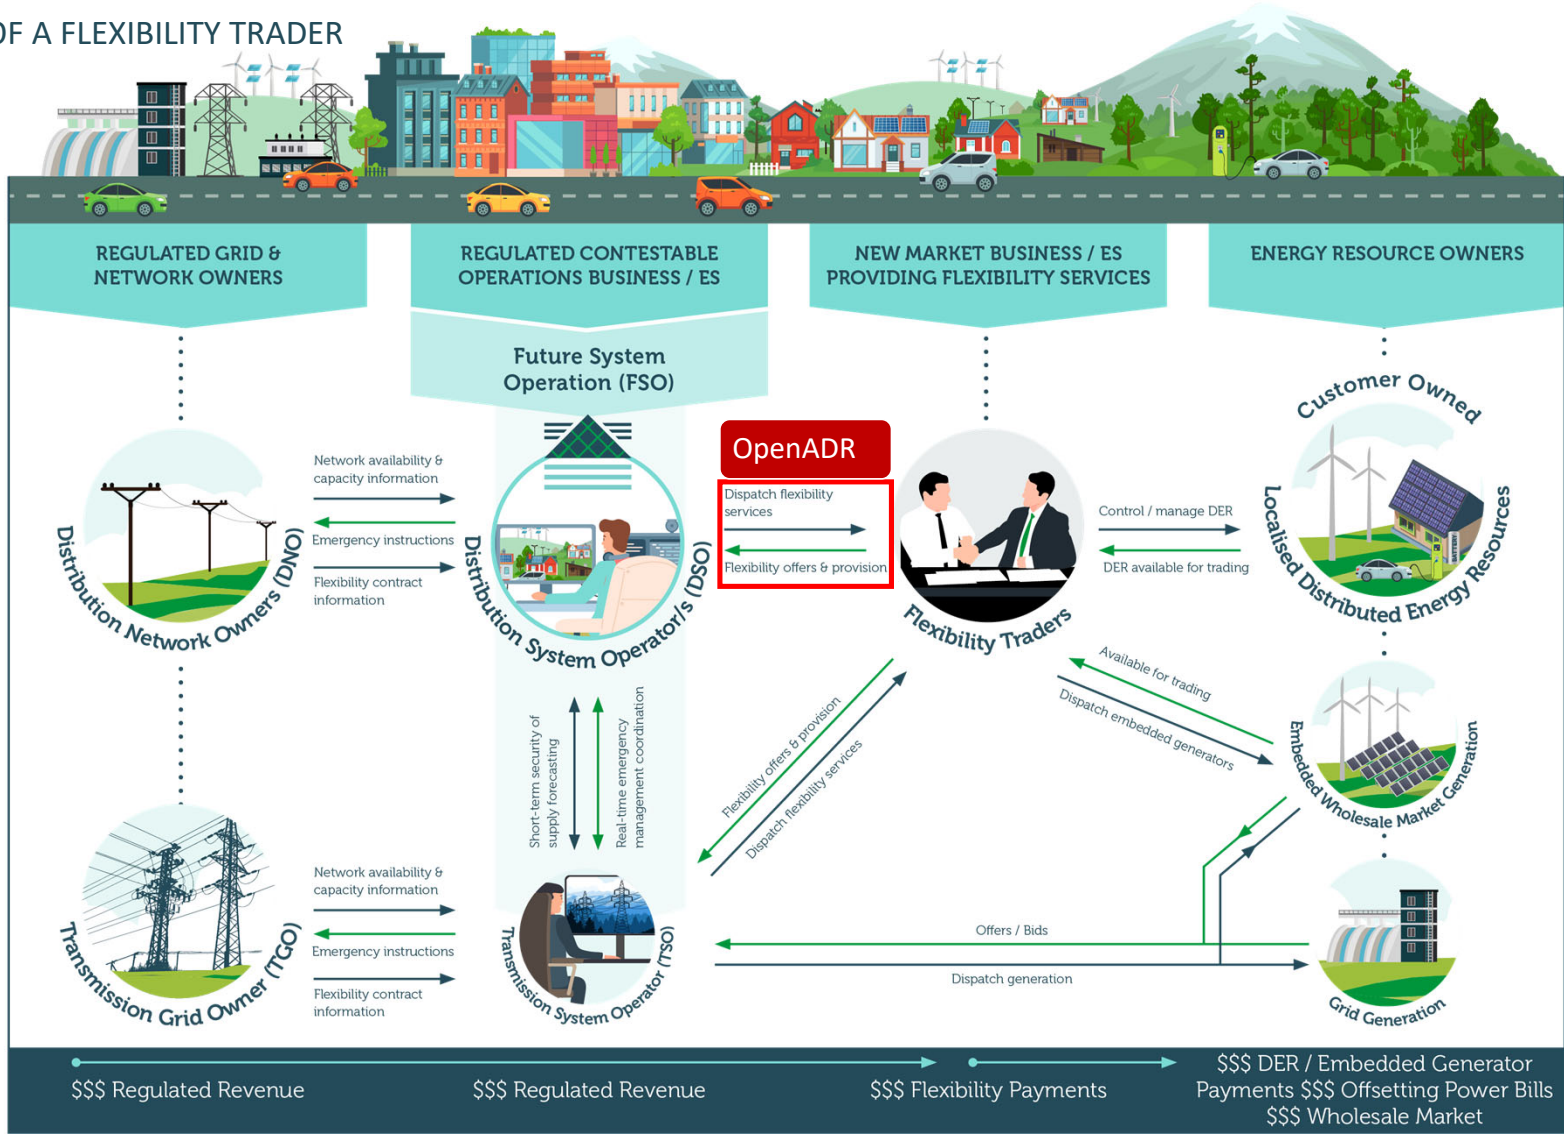 OF A FLEXIBILITY TRADER
REGULATED GRID &
NETWORK OWNERS
REGULATED CONTESTABLE
OPERATIONS BUSINESS / ES
NEW MARKET BUSINESS / ES
PROVIDING FLEXIBILITY SERVICES
ENERGY RESOURCE OWNERS
Future System
Operation (FSO)
Network availability &
capacity information
Emergency instructions
Flexibility contract
information
Distribution Network Owners (DNO)
Distribution System Operator/s (DSO)
OpenADR
Dispatch flexibility
services
Flexibility offers & provision
Flexibility Traders
Control / manage DER
DER available for trading
Customer Owned
Localised Distributed Energy Resources
BATTERY
Short-term security of
supply forecasting
Real-time emergency
management coordination
Flexibility offers & provision
Dispatch flexibility services
Available for trading
Dispatch embedded generators
Embedded Wholesale Market Generation
Network availability &
capacity information
Emergency instructions
Flexibility contract
information
Transmission Grid Owner (TGO)
Transmission System Operator (TSO)
Offers / Bids
Dispatch generation
Grid Generation
$$$ Regulated Revenue
$$$ Regulated Revenue
$$$ Flexibility Payments
$$$ DER / Embedded Generator
Payments $$$ Offsetting Power Bills
$$$ Wholesale Market